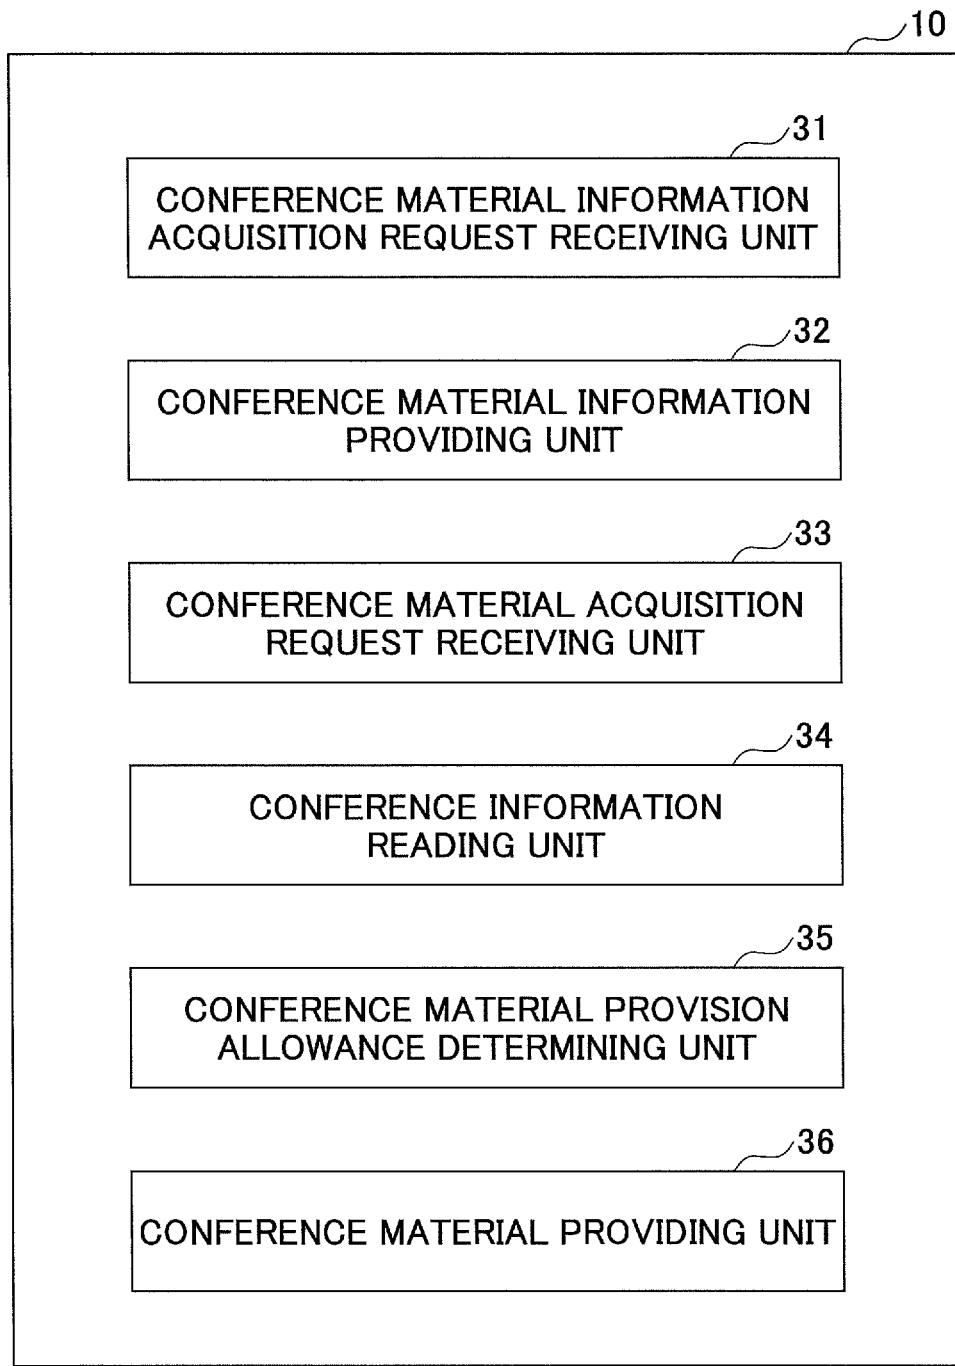 10
31
CONFERENCE MATERIAL INFORMATION
ACQUISITION REQUEST RECEIVING UNIT
32
CONFERENCE MATERIAL INFORMATION
PROVIDING UNIT
33
CONFERENCE MATERIAL ACQUISITION
REQUEST RECEIVING UNIT
34
CONFERENCE INFORMATION
READING UNIT
35
CONFERENCE MATERIAL PROVISION
ALLOWANCE DETERMINING UNIT
36
CONFERENCE MATERIAL PROVIDING UNIT